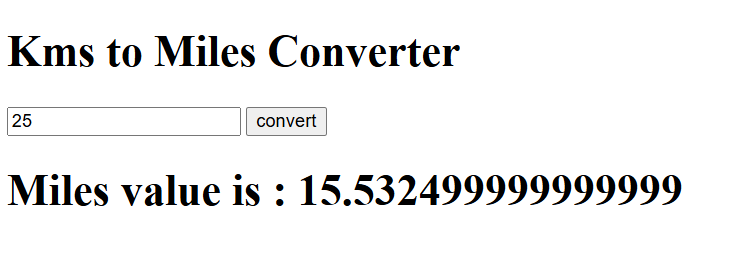 Kms to Miles Converter
25 convert
Miles value is : 15.532499999999999